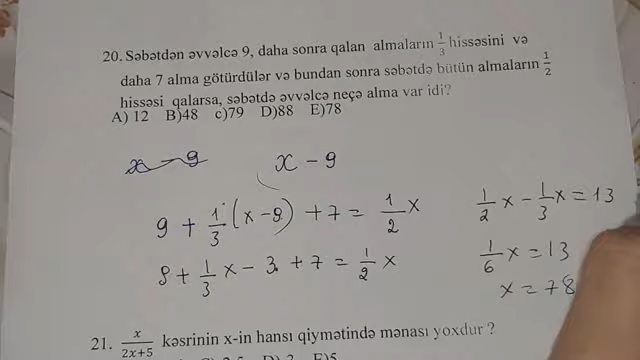 20. Səbətdən əvvəlcə 9, daha sonra qalan almaların 1/3 hissəsini və
daha 7 alma götürdülər və bundan sonra səbətdə bütün almaların 1/2
hissəsi qalarsa, səbətdə əvvəlcə neçə alma var idi?
A) 12 B)48 c)79 D)88 E)78
x - 9
x - 9
9 + 1/3 (x - 9) + 7 = 1/2 x
9 + 1/3 x - 3 + 7 = 1/2 x
1/2 x - 1/3 x = 13
1/6 x = 13
x = 78
21. x/(2x+5) kəsrinin x-in hansı qiymətində mənası yoxdur?
E)5